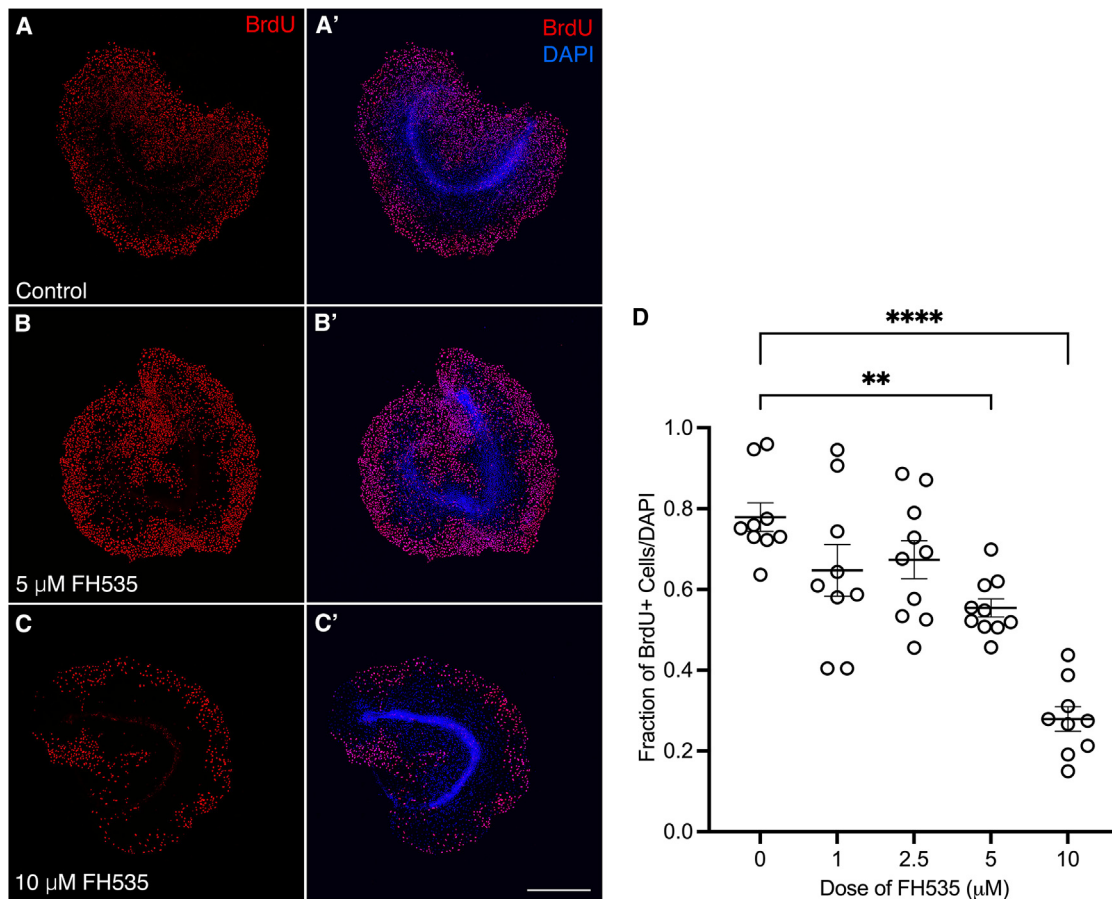 A
BrdU
A'
BrdU
DAPI
Control
B
B'
5 μM FH535
C
C'
10 μM FH535
D
****
**
Fraction of BrdU+ Cells/DAPI
1.0
0.8
0.6
0.4
0.2
0.0
0 1 2.5 5 10
Dose of FH535 (μM)